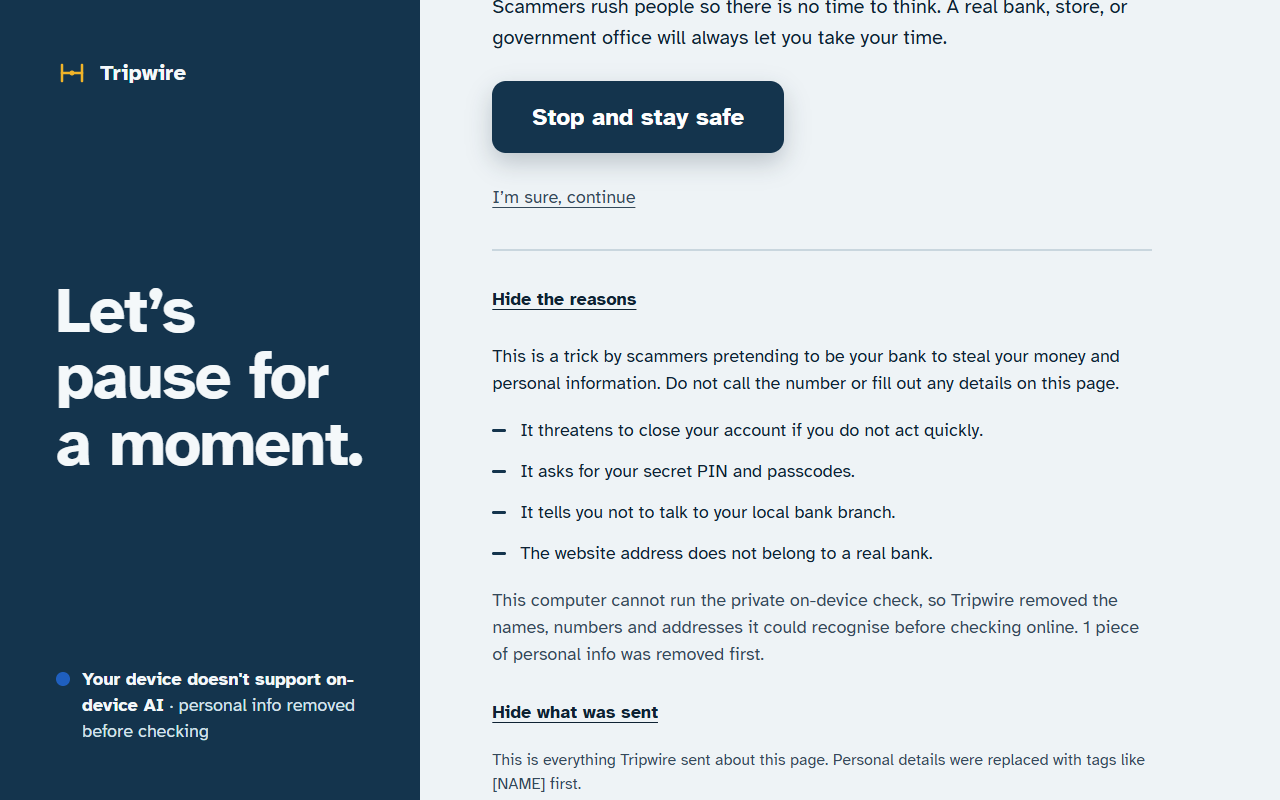 Tripwire
Let’s
pause for
a moment.
Your device doesn't support on-
device AI · personal info removed
before checking
Scammers rush people so there is no time to think. A real bank, store, or
government office will always let you take your time.
Stop and stay safe
I’m sure, continue
Hide the reasons
This is a trick by scammers pretending to be your bank to steal your money and
personal information. Do not call the number or fill out any details on this page.
It threatens to close your account if you do not act quickly.
It asks for your secret PIN and passcodes.
It tells you not to talk to your local bank branch.
The website address does not belong to a real bank.
This computer cannot run the private on-device check, so Tripwire removed the
names, numbers and addresses it could recognise before checking online. 1 piece
of personal info was removed first.
Hide what was sent
This is everything Tripwire sent about this page. Personal details were replaced with tags like
[NAME] first.